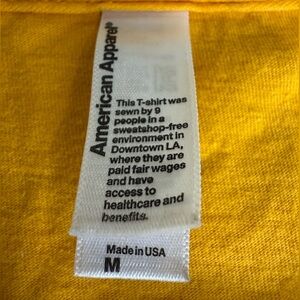 American Apparel®
This T-shirt was
sewn by 9
people in a
sweatshop-free
environment in
Downtown LA,
where they are
paid fair wages
and have
access to
healthcare and
benefits.
Made in USA
M